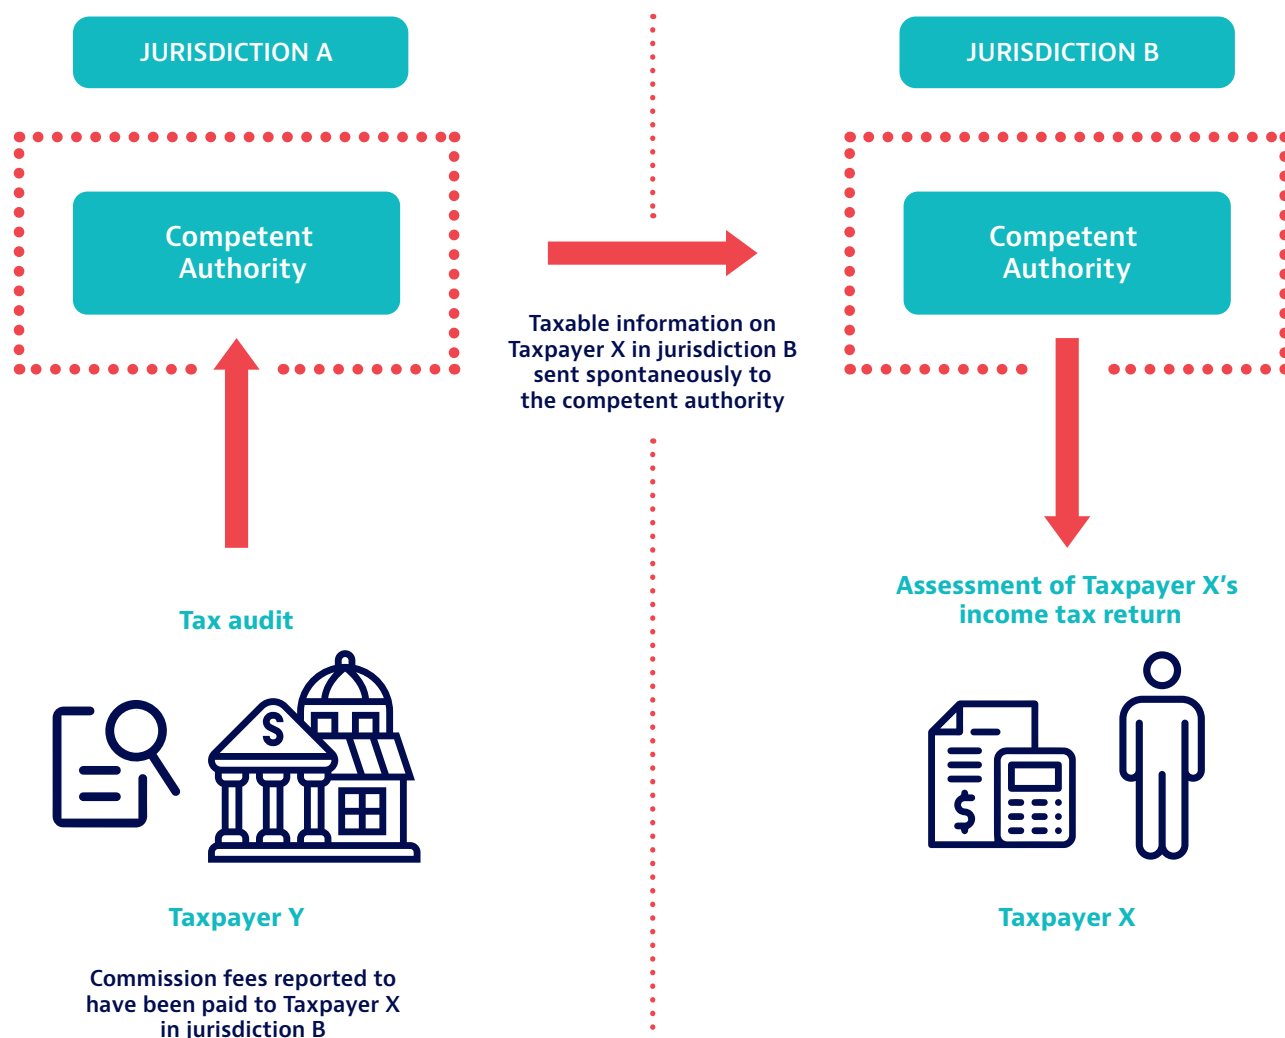 JURISDICTION A
JURISDICTION B
Competent
Authority
Competent
Authority
Taxable information on
Taxpayer X in jurisdiction B
sent spontaneously to
the competent authority
Tax audit
Assessment of Taxpayer X’s
income tax return
$
$
Taxpayer Y
Taxpayer X
Commission fees reported to
have been paid to Taxpayer X
in jurisdiction B